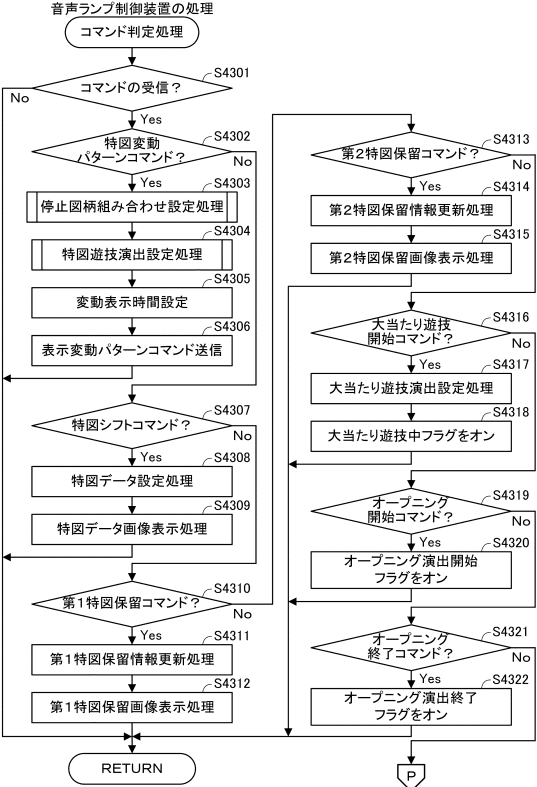 音声ランプ制御装置の処理
コマンド判定処理
S4301
コマンドの受信？
No
Yes
S4302
特図変動
パターンコマンド？
No
Yes
S4303
停止図柄組み合わせ設定処理
S4304
特図遊技演出設定処理
S4305
変動表示時間設定
S4306
表示変動パターンコマンド送信
S4307
特図シフトコマンド？
No
Yes
S4308
特図データ設定処理
S4309
特図データ画像表示処理
S4310
第1特図保留コマンド？
No
Yes
S4311
第1特図保留情報更新処理
S4312
第1特図保留画像表示処理
RETURN
S4313
第2特図保留コマンド？
No
Yes
S4314
第2特図保留情報更新処理
S4315
第2特図保留画像表示処理
S4316
大当たり遊技
開始コマンド？
No
Yes
S4317
大当たり遊技演出設定処理
S4318
大当たり遊技中フラグをオン
S4319
オープニング
開始コマンド？
No
Yes
S4320
オープニング演出開始
フラグをオン
S4321
オープニング
終了コマンド？
No
Yes
S4322
オープニング演出終了
フラグをオン
P